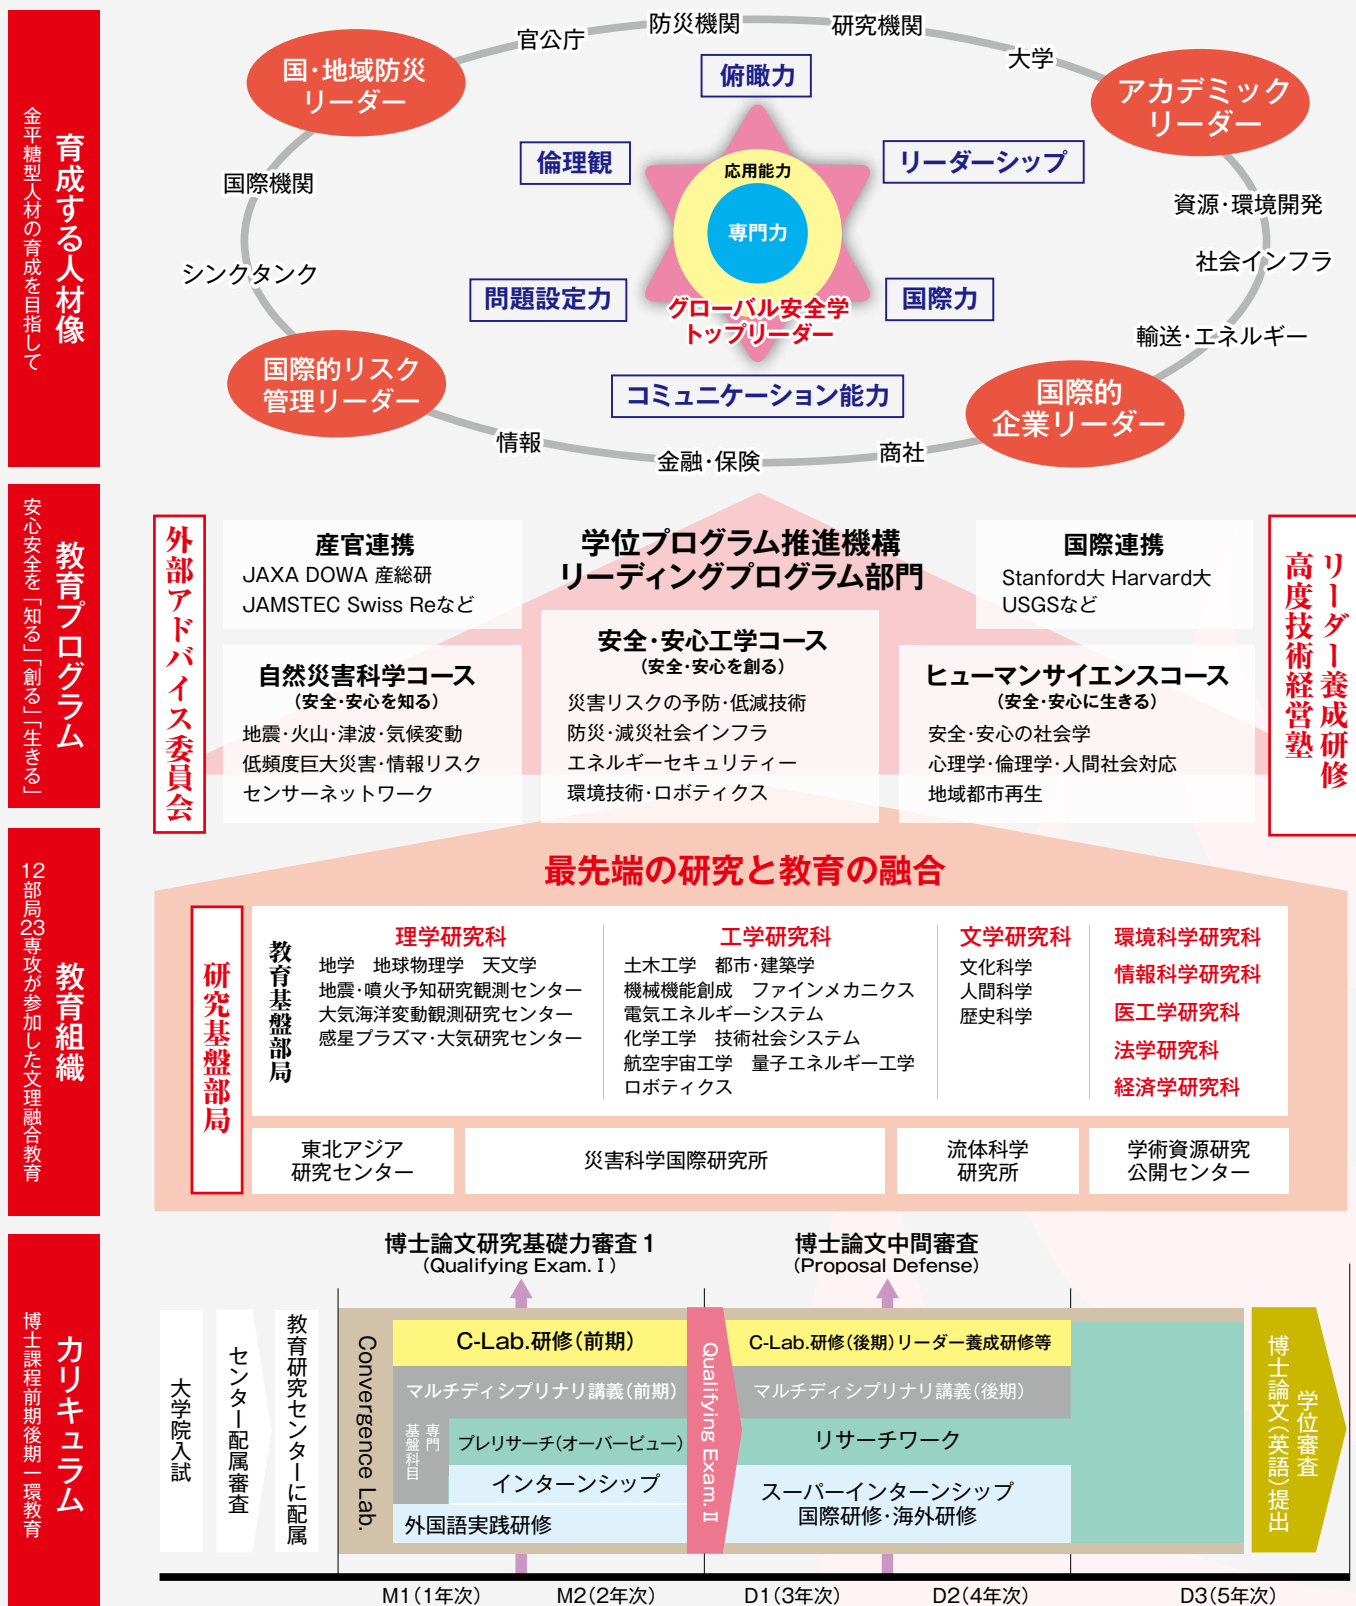 育成する人材像
金平糖型人材の育成を目指して
官公庁
防災機関
研究機関
大学
国・地域防災
リーダー
アカデミック
リーダー
俯瞰力
倫理観
リーダーシップ
応用能力
専門力
国際機関
資源・環境開発
シンクタンク
社会インフラ
問題設定力
国際力
グローバル安全学
トップリーダー
輸送・エネルギー
国際的リスク
管理リーダー
コミュニケーション能力
国際的
企業リーダー
情報
金融・保険
商社
教育プログラム
安心安全を「知る」「創る」「生きる」
外部アドバイス委員会
産官連携
JAXA DOWA 産総研
JAMSTEC Swiss Reなど
学位プログラム推進機構
リーディングプログラム部門
国際連携
Stanford大 Harvard大
USGSなど
リーダー養成研修
高度技術経営塾
自然災害科学コース
(安全・安心を知る)
地震・火山・津波・気候変動
低頻度巨大災害・情報リスク
センサーネットワーク
安全・安心工学コース
(安全・安心を創る)
災害リスクの予防・低減技術
防災・減災社会インフラ
エネルギーセキュリティー
環境技術・ロボティクス
ヒューマンサイエンスコース
(安全・安心に生きる)
安全・安心の社会学
心理学・倫理学・人間社会対応
地域都市再生
教育組織
12部局23専攻が参加した文理融合教育
最先端の研究と教育の融合
研究基盤部局
教育基盤部局
理学研究科
地学 地球物理学 天文学
地震・噴火予知研究観測センター
大気海洋変動観測研究センター
惑星プラズマ・大気研究センター
工学研究科
土木工学 都市・建築学
機械機能創成 ファインメカニクス
電気エネルギーシステム
化学工学 技術社会システム
航空宇宙工学 量子エネルギー工学
ロボティクス
文学研究科
文化科学
人間科学
歴史科学
環境科学研究科
情報科学研究科
医工学研究科
法学研究科
経済学研究科
東北アジア
研究センター
災害科学国際研究所
流体科学
研究所
学術資源研究
公開センター
カリキュラム
博士課程前期後期一環教育
博士論文研究基礎力審査1
(Qualifying Exam.Ⅰ)
博士論文中間審査
(Proposal Defense)
大学院入試
センター配属審査
教育研究センターに配属
Convergence Lab.
C-Lab.研修(前期)
マルチディシプリナリ講義(前期)
専門
基盤科目
プレリサーチ(オーバービュー)
インターンシップ
外国語実践研修
Qualifying Exam.Ⅱ
C-Lab.研修(後期)リーダー養成研修等
マルチディシプリナリ講義(後期)
リサーチワーク
スーパーインターンシップ
国際研修・海外研修
学位審査
博士論文(英語)提出
M1(1年次)
M2(2年次)
D1(3年次)
D2(4年次)
D3(5年次)